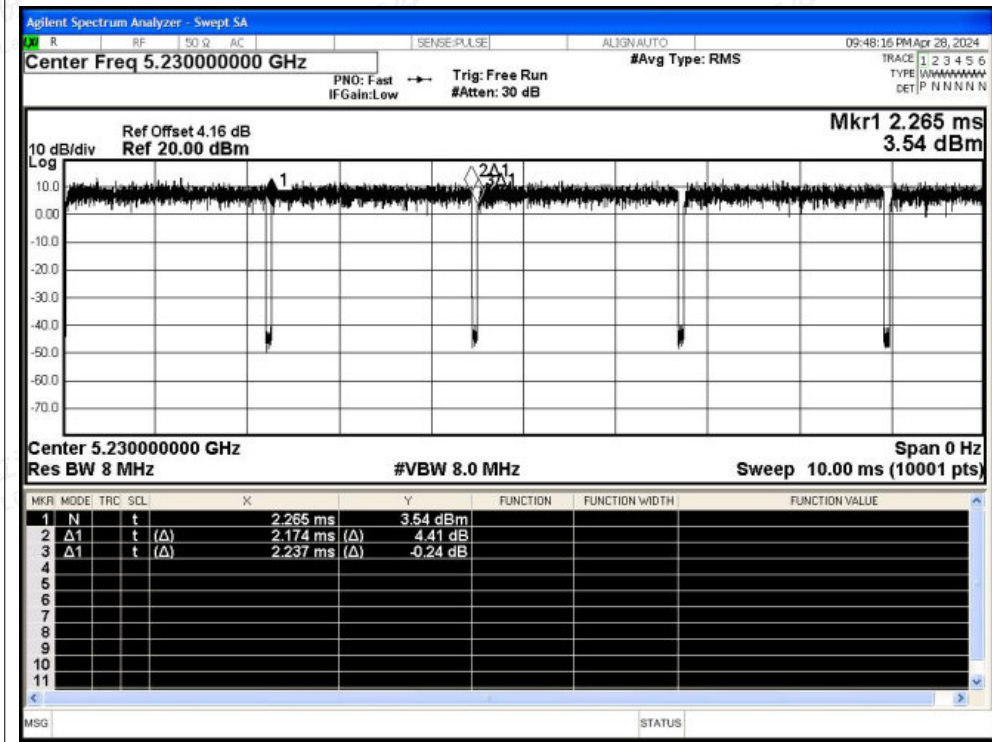 Agilent Spectrum Analyzer - Swept SA
LXI R RF 50 Ω AC SENSE:PULSE ALIGN AUTO 09:48:16 PM Apr 28, 2024
Center Freq 5.230000000 GHz #Avg Type: RMS TRACE 1 2 3 4 5 6
PNO: Fast Trig: Free Run TYPE
IFGain:Low #Atten: 30 dB DET P N N N N N
Mkr1 2.265 ms
Ref Offset 4.16 dB
10 dB/div Ref 20.00 dBm 3.54 dBm
Log
1 2Δ1
3Δ1
10.0
0.00
-10.0
-20.0
-30.0
-40.0
-50.0
-60.0
-70.0
Center 5.230000000 GHz Span 0 Hz
Res BW 8 MHz #VBW 8.0 MHz Sweep 10.00 ms (10001 pts)
MKR MODE TRC SCL X Y FUNCTION FUNCTION WIDTH FUNCTION VALUE
1 N t 2.265 ms 3.54 dBm
2 Δ1 t (Δ) 2.174 ms (Δ) 4.41 dB
3 Δ1 t (Δ) 2.237 ms (Δ) -0.24 dB
4
5
6
7
8
9
10
11
MSG STATUS